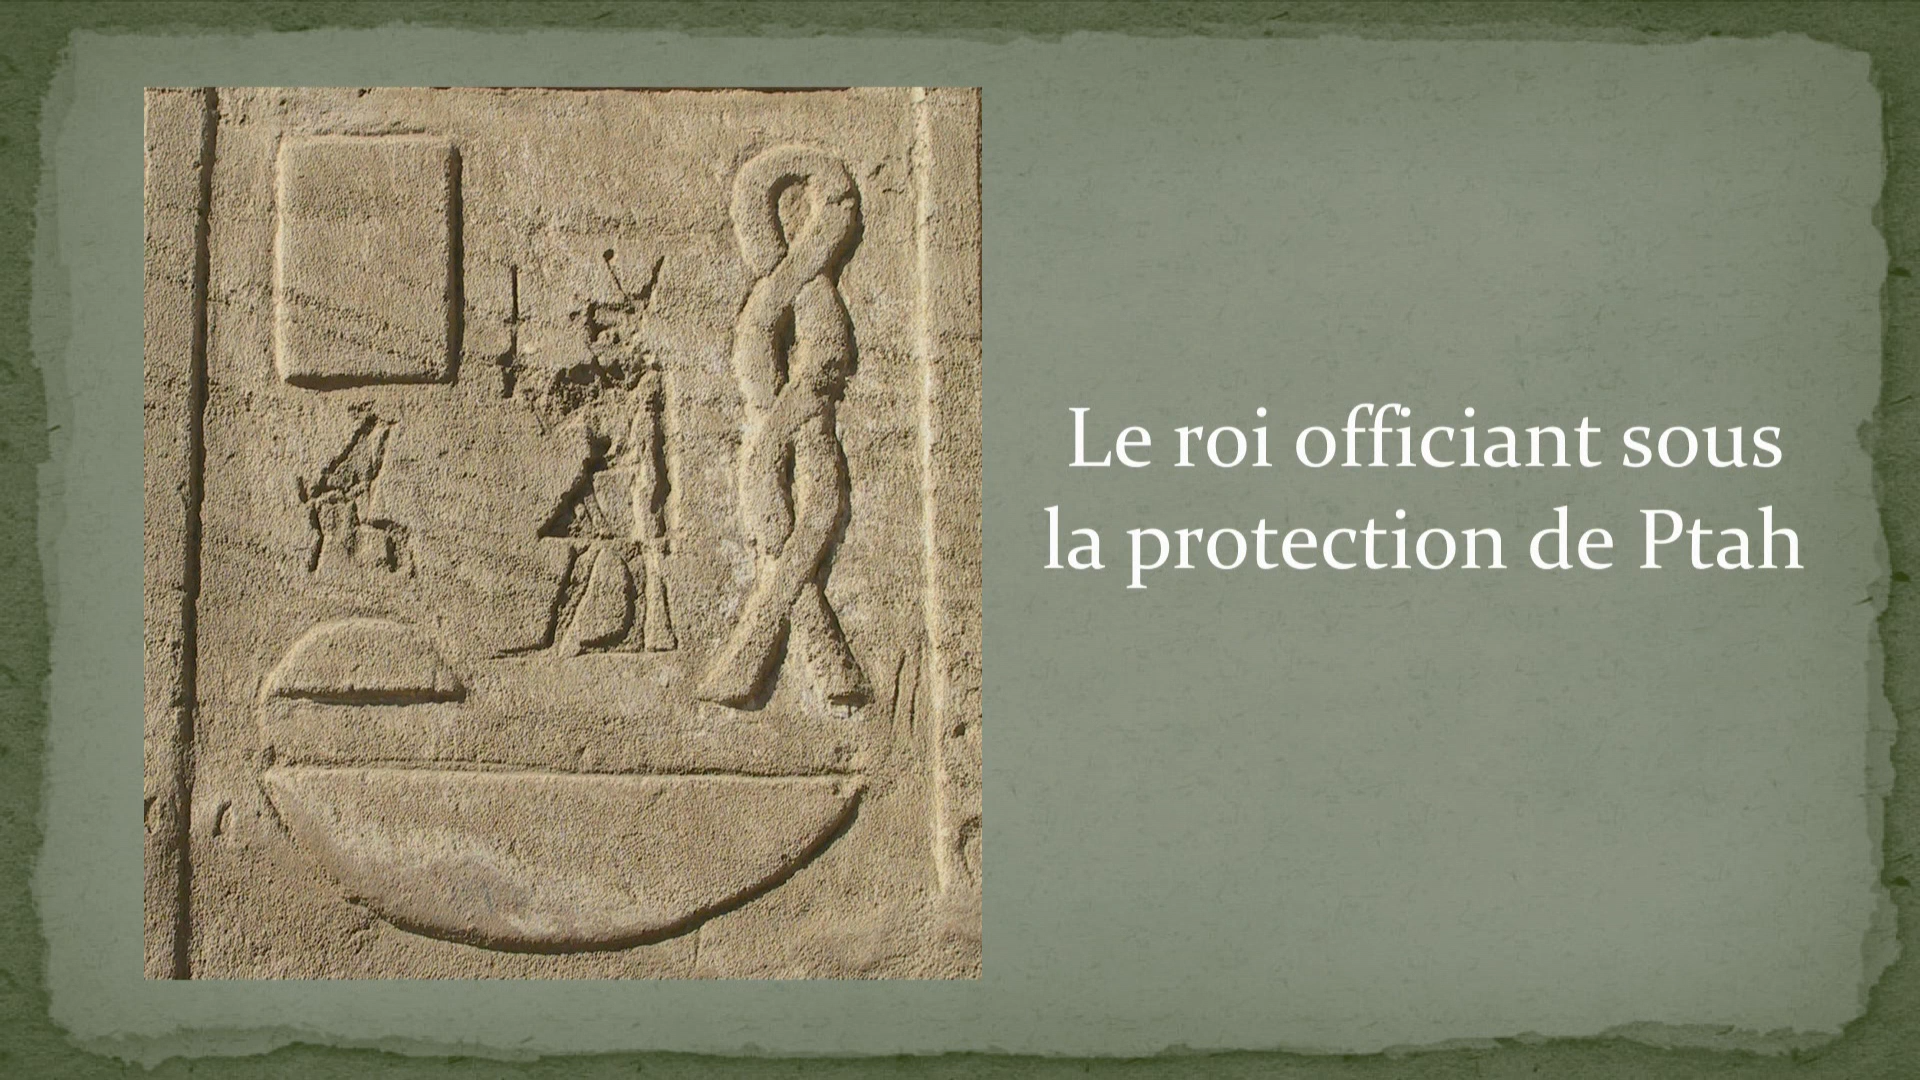 Le roi officiant sous
la protection de Ptah